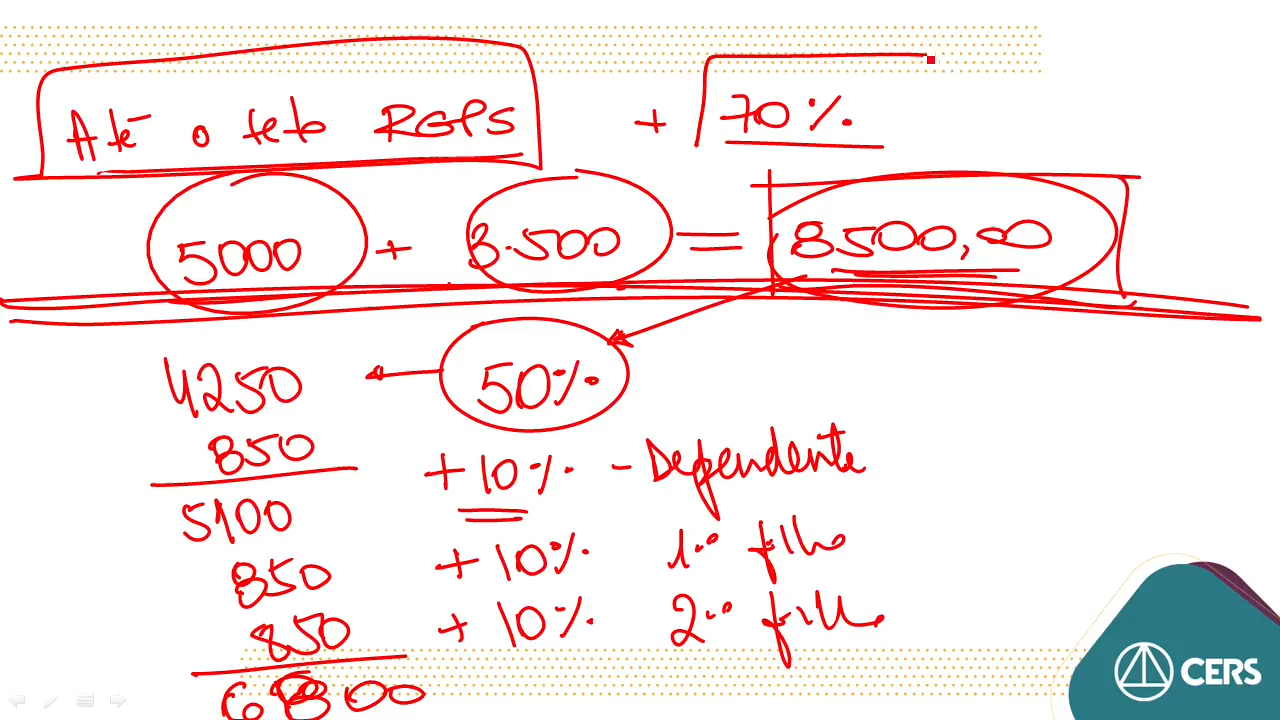 Até o teto RGPS + 70%
5000 + 3.500 = 8500,00
4250 50%
850 +10% - Dependente
5100
850 +10% 1.º filho
850 +10% 2.º filho
6800
CERS